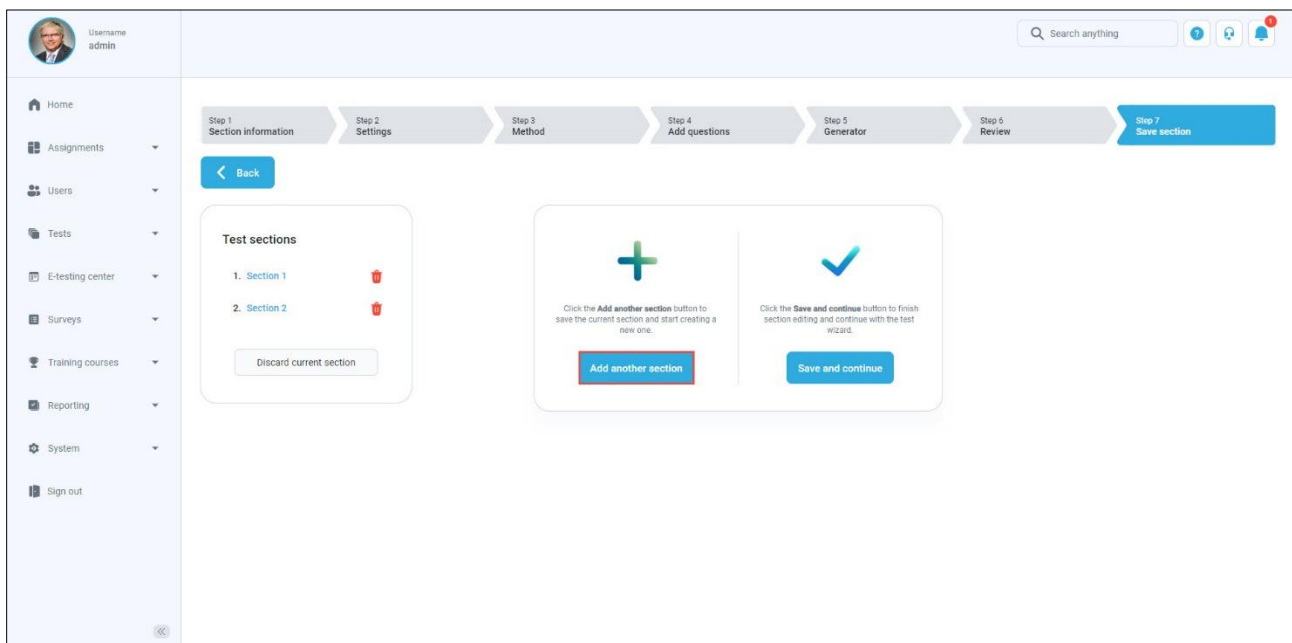 Username
admin
Search anything
1
Home
Assignments
Users
Tests
E-testing center
Surveys
Training courses
Reporting
System
Sign out
Step 1
Section information
Step 2
Settings
Step 3
Method
Step 4
Add questions
Step 5
Generator
Step 6
Review
Step 7
Save section
Back
Test sections
1. Section 1
2. Section 2
Discard current section
Click the Add another section button to
save the current section and start creating a
new one.
Add another section
Click the Save and continue button to finish
section editing and continue with the test
wizard.
Save and continue